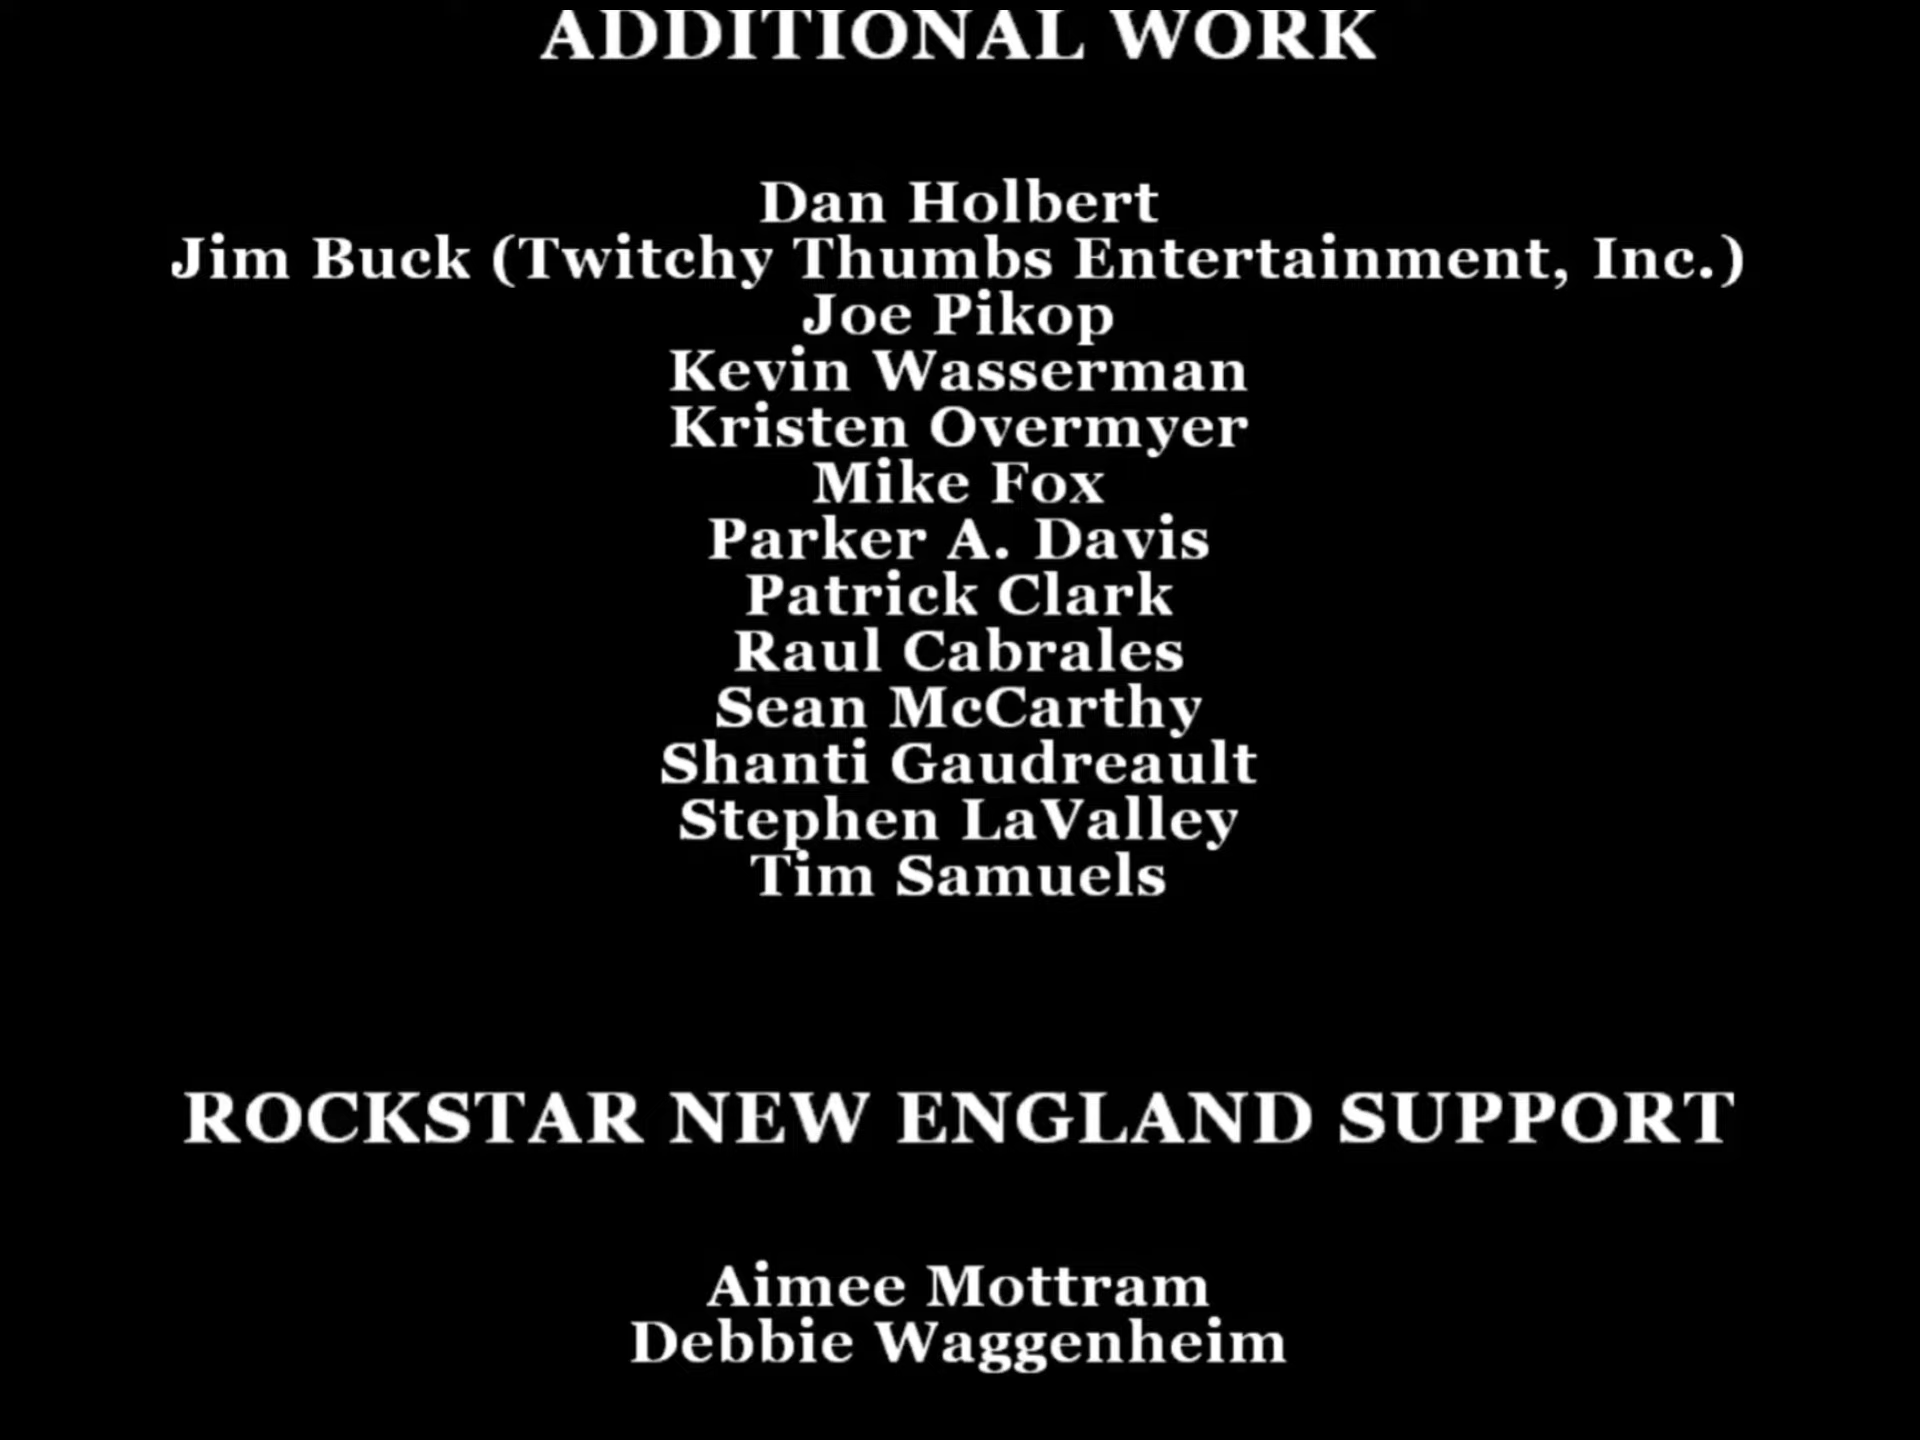 ADDITIONAL WORK
Dan Holbert
Jim Buck (Twitchy Thumbs Entertainment, Inc.)
Joe Pikop
Kevin Wasserman
Kristen Overmyer
Mike Fox
Parker A. Davis
Patrick Clark
Raul Cabrales
Sean McCarthy
Shanti Gaudreault
Stephen LaValley
Tim Samuels
ROCKSTAR NEW ENGLAND SUPPORT
Aimee Mottram
Debbie Waggenheim